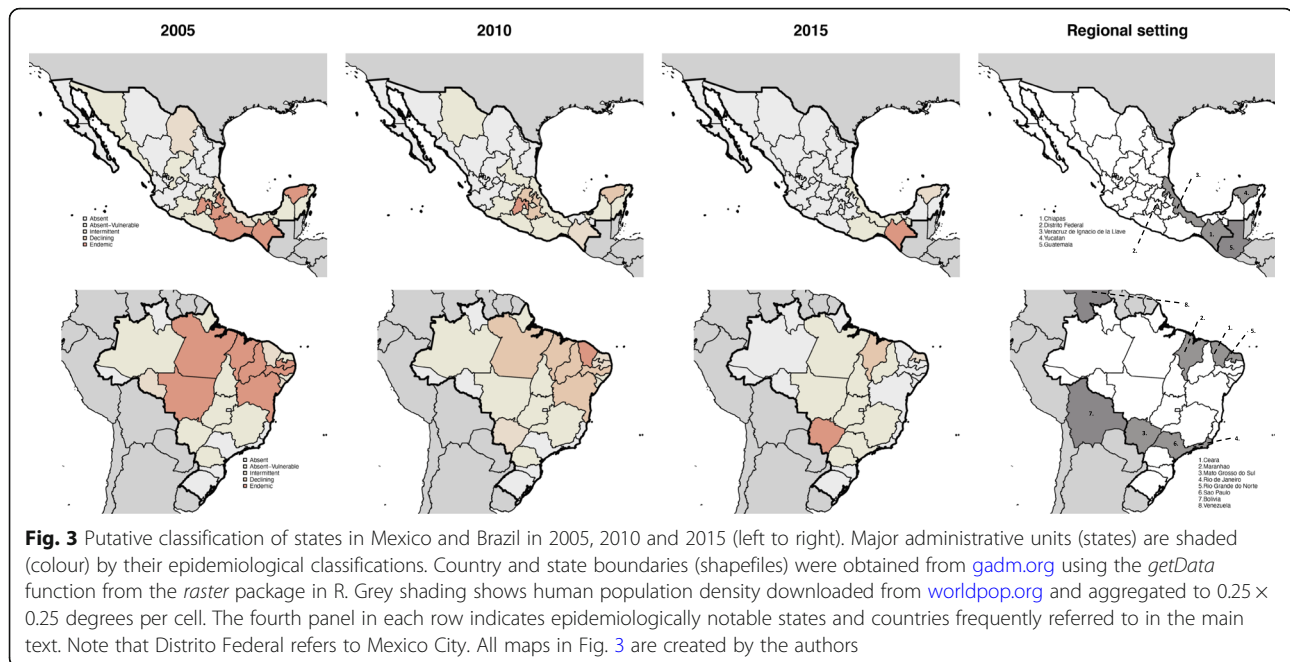 2005
2010
2015
Regional setting
Absent
Absent-Vulnerable
Intermittent
Declining
Endemic
3.
4.
1.
5.
2.
1.Chiapas
2.Distrito Federal
3.Veracruz de Ignacio de la Llave
4.Yucatan
5.Guatemala
Absent
Absent-Vulnerable
Intermittent
Declining
Endemic
8.
2.
1.
5.
7.
3.
6.
4.
1.Ceara
2.Maranhao
3.Mato Grosso do Sul
4.Rio de Janeiro
5.Rio Grande do Norte
6.Sao Paulo
7.Bolivia
8.Venezuela
Fig. 3 Putative classification of states in Mexico and Brazil in 2005, 2010 and 2015 (left to right). Major administrative units (states) are shaded
(colour) by their epidemiological classifications. Country and state boundaries (shapefiles) were obtained from gadm.org using the getData
function from the raster package in R. Grey shading shows human population density downloaded from worldpop.org and aggregated to 0.25 ×
0.25 degrees per cell. The fourth panel in each row indicates epidemiologically notable states and countries frequently referred to in the main
text. Note that Distrito Federal refers to Mexico City. All maps in Fig. 3 are created by the authors